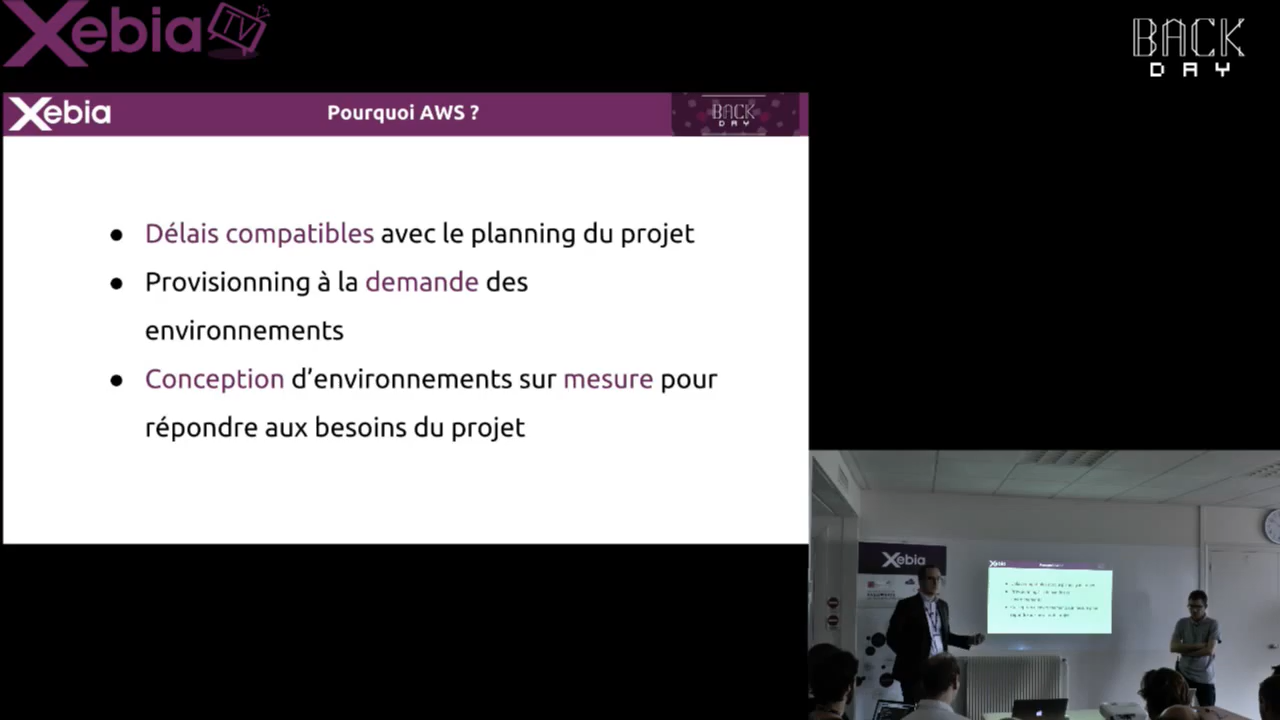 Xebia TV
BACK
DAY
Xebia
Pourquoi AWS ?
BACK
DAY
● Délais compatibles avec le planning du projet
● Provisionning à la demande des
environnements
● Conception d’environnements sur mesure pour
répondre aux besoins du projet
Xebia